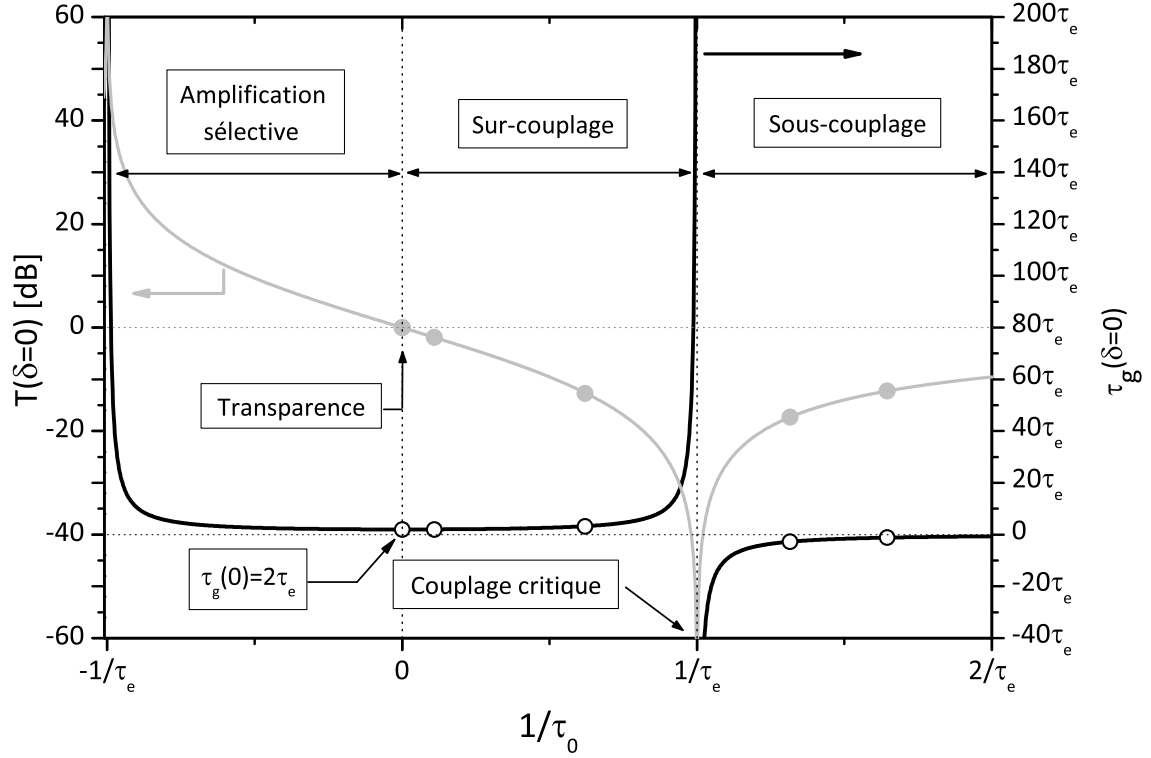 60
40
20
0
-20
-40
-60
T(δ=0) [dB]
200τe
180τe
160τe
140τe
120τe
100τe
80τe
60τe
40τe
20τe
0
-20τe
-40τe
τg(δ=0)
Amplification
sélective
Sur-couplage
Sous-couplage
Transparence
τg(0)=2τe
Couplage critique
-1/τe
0
1/τe
2/τe
1/τ0